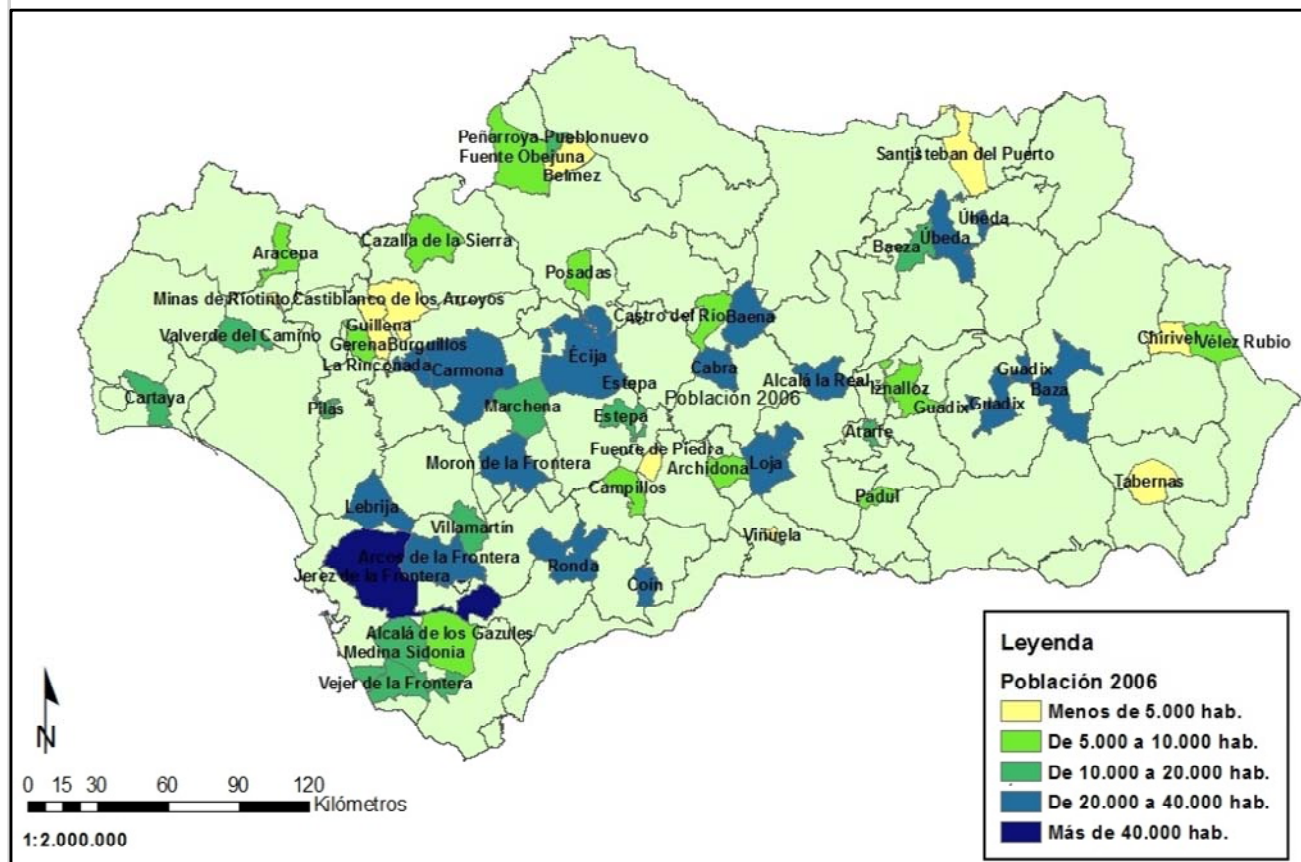 Peñarroya-Pueblonuevo
Fuente Obejuna
Belmez
Santisteban del Puerto
Úbeda
Baeza
Úbeda
Cazalla de la Sierra
Aracena
Posadas
Minas de Riotinto
Castiblanco de los Arroyos
Castro del Río
Baena
Valverde del Camino
Guillena
Gerena
Burguillos
Chirivel
Vélez Rubio
La Rinconada
Carmona
Écija
Cabra
Alcalá la Real
Guadix
Estepa
Iznalloz
Baza
Cartaya
Pilas
Marchena
Población 2006
Guadix
Guadix
Estepa
Atarfe
Fuente de Piedra
Moron de la Frontera
Archidona
Loja
Campillos
Padul
Tabernas
Lebrija
Villamartín
Viñuela
Arcos de la Frontera
Jerez de la Frontera
Ronda
Coín
Alcalá de los Gazules
Medina Sidonia
Vejer de la Frontera
N
0 15 30 60 90 120
Kilómetros
1:2.000.000
Leyenda
Población 2006
Menos de 5.000 hab.
De 5.000 a 10.000 hab.
De 10.000 a 20.000 hab.
De 20.000 a 40.000 hab.
Más de 40.000 hab.